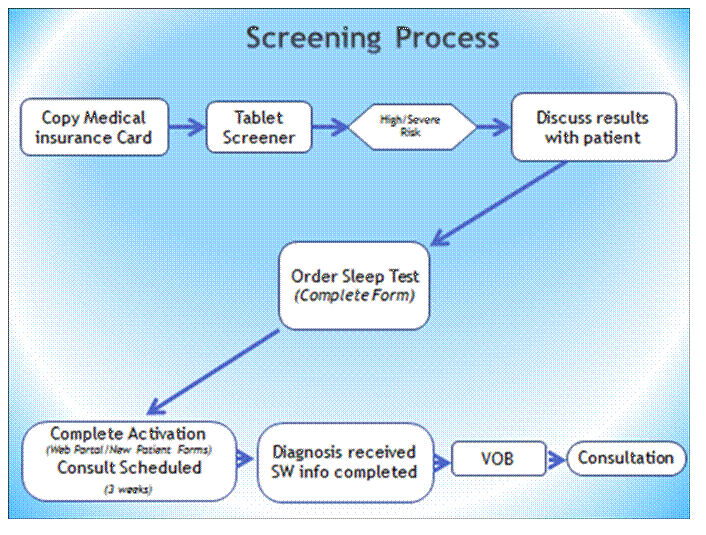 Screening Process
Copy Medical
insurance Card
Tablet
Screener
High/Severe
Risk
Discuss results
with patient
Order Sleep Test
(Complete Form)
Complete Activation
(Web Portal/New Patient Forms)
Consult Scheduled
(3 weeks)
Diagnosis received
SW info completed
VOB
Consultation